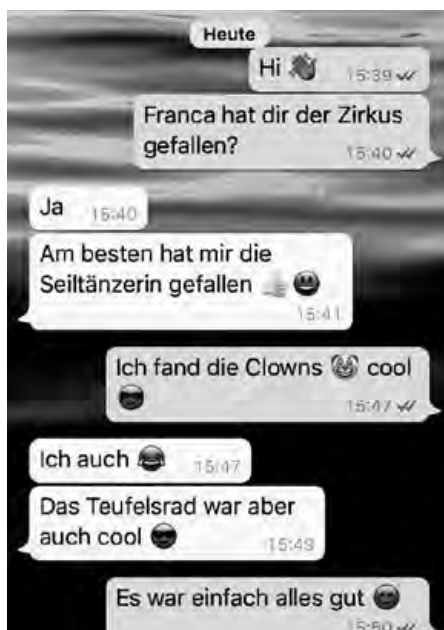 Heute
Hi 👋 15:39
Franca hat dir der Zirkus
gefallen?
15:40
Ja 15:40
Am besten hat mir die
Seiltänzerin gefallen 👍😃
15:41
Ich fand die Clowns 🤡 cool
😎
15:47
Ich auch 😂 15:47
Das Teufelsrad war aber
auch cool 😎 15:49
Es war einfach alles gut 😊
15:50